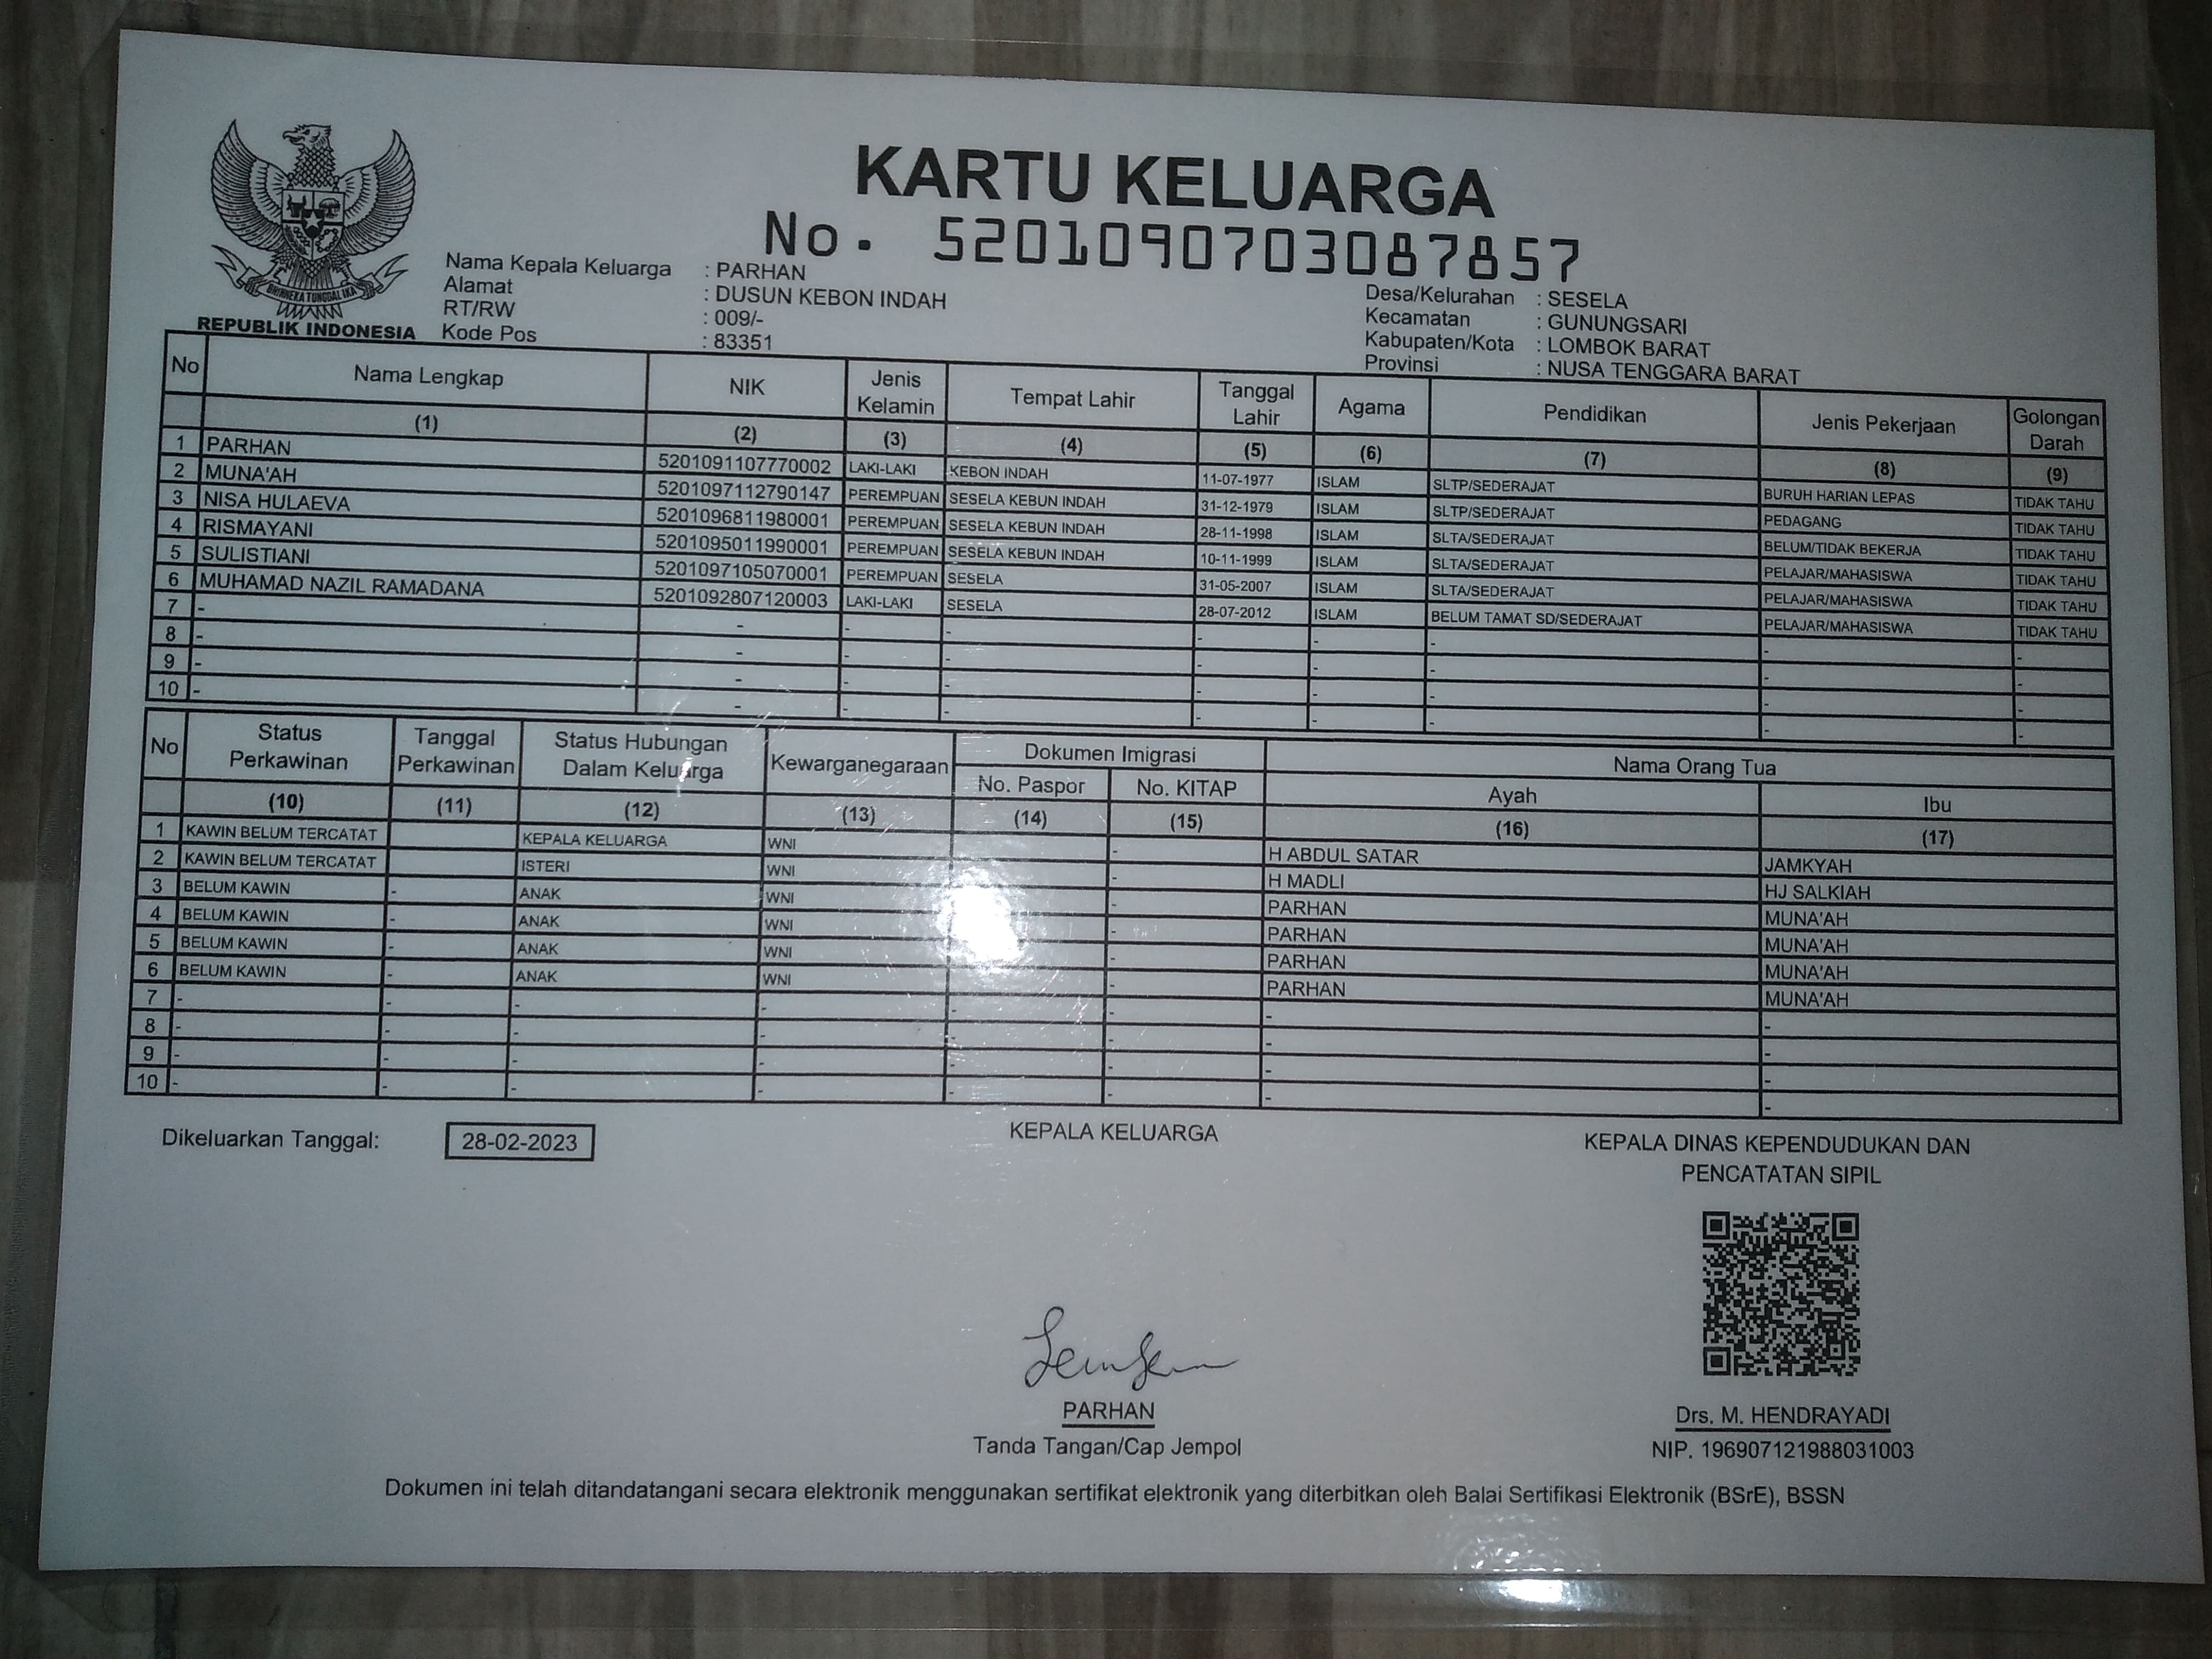 KARTU KELUARGA
No. 5201090703087857
BHINNEKA TUNGGAL IKA
REPUBLIK INDONESIA
Nama Kepala Keluarga : PARHAN
Alamat : DUSUN KEBON INDAH
RT/RW : 009/-
Kode Pos : 83351
Desa/Kelurahan : SESELA
Kecamatan : GUNUNGSARI
Kabupaten/Kota : LOMBOK BARAT
Provinsi : NUSA TENGGARA BARAT
No Nama Lengkap NIK Jenis Kelamin Tempat Lahir Tanggal Lahir Agama Pendidikan Jenis Pekerjaan Golongan Darah
(1) (2) (3) (4) (5) (6) (7) (8) (9)
1 PARHAN 5201091107770002 LAKI-LAKI KEBON INDAH 11-07-1977 ISLAM SLTP/SEDERAJAT BURUH HARIAN LEPAS TIDAK TAHU
2 MUNA'AH 5201097112790147 PEREMPUAN SESELA KEBUN INDAH 31-12-1979 ISLAM SLTP/SEDERAJAT PEDAGANG TIDAK TAHU
3 NISA HULAEVA 5201096811980001 PEREMPUAN SESELA KEBUN INDAH 28-11-1998 ISLAM SLTA/SEDERAJAT BELUM/TIDAK BEKERJA TIDAK TAHU
4 RISMAYANI 5201095011990001 PEREMPUAN SESELA KEBUN INDAH 10-11-1999 ISLAM SLTA/SEDERAJAT PELAJAR/MAHASISWA TIDAK TAHU
5 SULISTIANI 5201097105070001 PEREMPUAN SESELA 31-05-2007 ISLAM SLTA/SEDERAJAT PELAJAR/MAHASISWA TIDAK TAHU
6 MUHAMAD NAZIL RAMADANA 5201092807120003 LAKI-LAKI SESELA 28-07-2012 ISLAM BELUM TAMAT SD/SEDERAJAT PELAJAR/MAHASISWA TIDAK TAHU
7 - - - - - - - - -
8 - - - - - - - - -
9 - - - - - - - - -
10 - - - - - - - - -
No Status Perkawinan Tanggal Perkawinan Status Hubungan Dalam Keluarga Kewarganegaraan Dokumen Imigrasi Nama Orang Tua
No. Paspor No. KITAP Ayah Ibu
(10) (11) (12) (13) (14) (15) (16) (17)
1 KAWIN BELUM TERCATAT KEPALA KELUARGA WNI - H ABDUL SATAR JAMKYAH
2 KAWIN BELUM TERCATAT ISTERI WNI - H MADLI HJ SALKIAH
3 BELUM KAWIN - ANAK WNI - PARHAN MUNA'AH
4 BELUM KAWIN - ANAK WNI - PARHAN MUNA'AH
5 BELUM KAWIN - ANAK WNI - PARHAN MUNA'AH
6 BELUM KAWIN - ANAK WNI - PARHAN MUNA'AH
7 - - - - - - - -
8 - - - - - - - -
9 - - - - - - - -
10 - - - - - - - -
Dikeluarkan Tanggal: 28-02-2023
KEPALA KELUARGA
PARHAN
Tanda Tangan/Cap Jempol
KEPALA DINAS KEPENDUDUKAN DAN
PENCATATAN SIPIL
Drs. M. HENDRAYADI
NIP. 196907121988031003
Dokumen ini telah ditandatangani secara elektronik menggunakan sertifikat elektronik yang diterbitkan oleh Balai Sertifikasi Elektronik (BSrE), BSSN